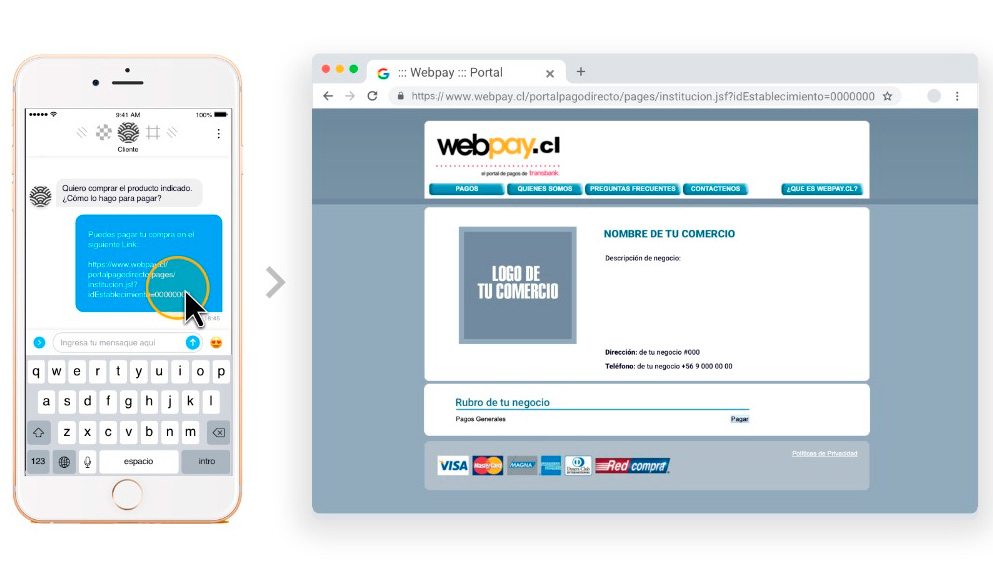 9:41 AM
100%
Cliente
Quiero comprar el producto indicado.
¿Cómo lo hago para pagar?
Puedes pagar tu compra en el
siguiente Link:
https://www.webpay.cl/
portalpagodirecto/pages/
institucion.jsf?
idEstablecimiento=0000000
Ingresa tu mensaque aqui
q w e r t y u i o p
a s d f g h j k l
z x c v b n m
123 espacio intro
::: Webpay ::: Portal
https://www.webpay.cl/portalpagodirecto/pages/institucion.jsf?idEstablecimiento=0000000
webpay.cl
el portal de pagos de transbank.
PAGOS QUIENES SOMOS PREGUNTAS FRECUENTES CONTACTENOS ¿QUE ES WEBPAY.CL?
LOGO DE
TU COMERCIO
NOMBRE DE TU COMERCIO
Descripción de negocio:
Dirección: de tu negocio #000
Teléfono: de tu negocio +56 9 000 00 00
Rubro de tu negocio
Pagos Generales Pagar
VISA MasterCard MAGNA Diners Club Red compra
Políticas de Privacidad